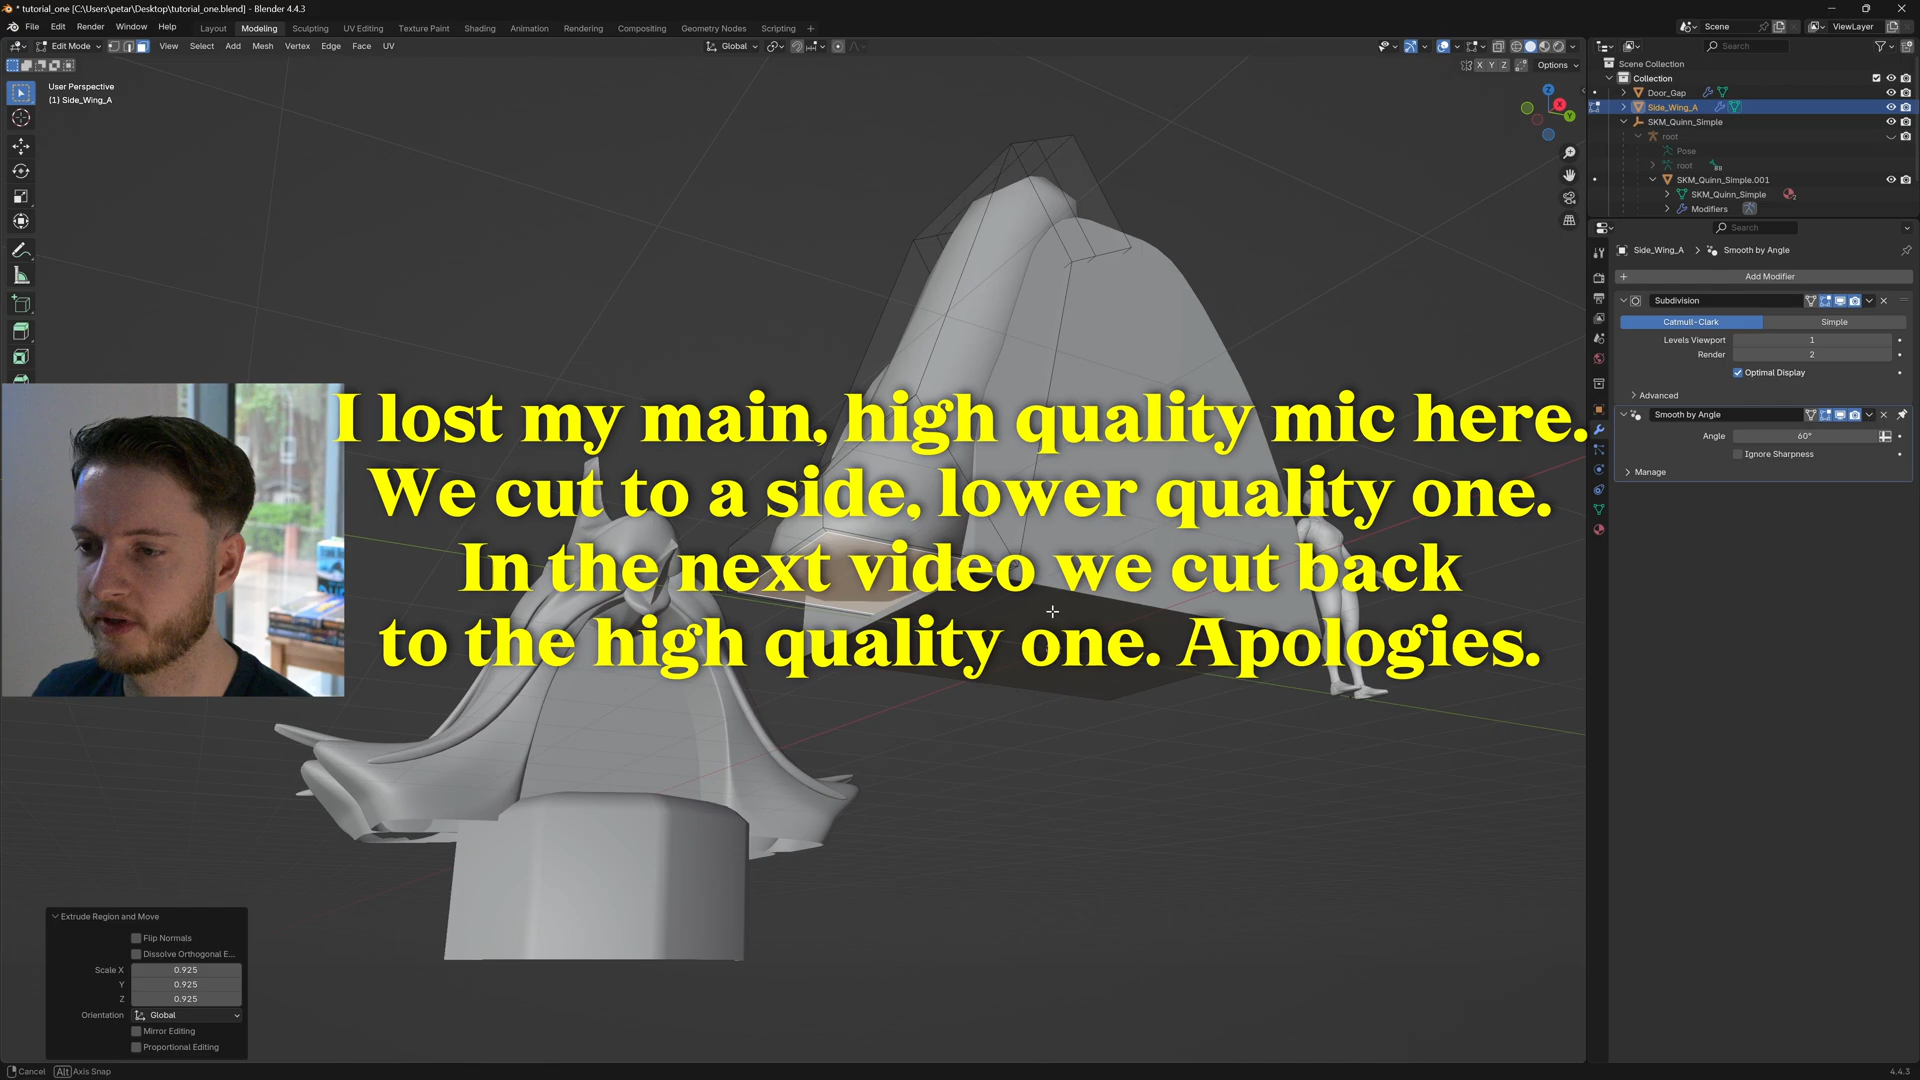 * tutorial_one [C:\Users\petar\Desktop\tutorial_one.blend] - Blender 4.4.3
File Edit Render Window Help Layout Modeling Sculpting UV Editing Texture Paint Shading Animation Rendering Compositing Geometry Nodes Scripting + Scene ViewLayer
Edit Mode View Select Add Mesh Vertex Edge Face UV Global Search
X Y Z Options
User Perspective
(1) Side_Wing_A
Z
X
Y
Scene Collection
Collection
Door_Gap
Side_Wing_A
SKM_Quinn_Simple
root
Pose
root
SKM_Quinn_Simple.001
SKM_Quinn_Simple
Modifiers
Search
Side_Wing_A > Smooth by Angle
+ Add Modifier
Subdivision
Catmull-Clark Simple
Levels Viewport 1
Render 2
Optimal Display
Advanced
Smooth by Angle
Angle 60°
Ignore Sharpness
Manage
I lost my main, high quality mic here.
We cut to a side, lower quality one.
In the next video we cut back
to the high quality one. Apologies.
Extrude Region and Move
Flip Normals
Dissolve Orthogonal E...
Scale X 0.925
Y 0.925
Z 0.925
Orientation Global
Mirror Editing
Proportional Editing
Cancel Alt Axis Snap 4.4.3